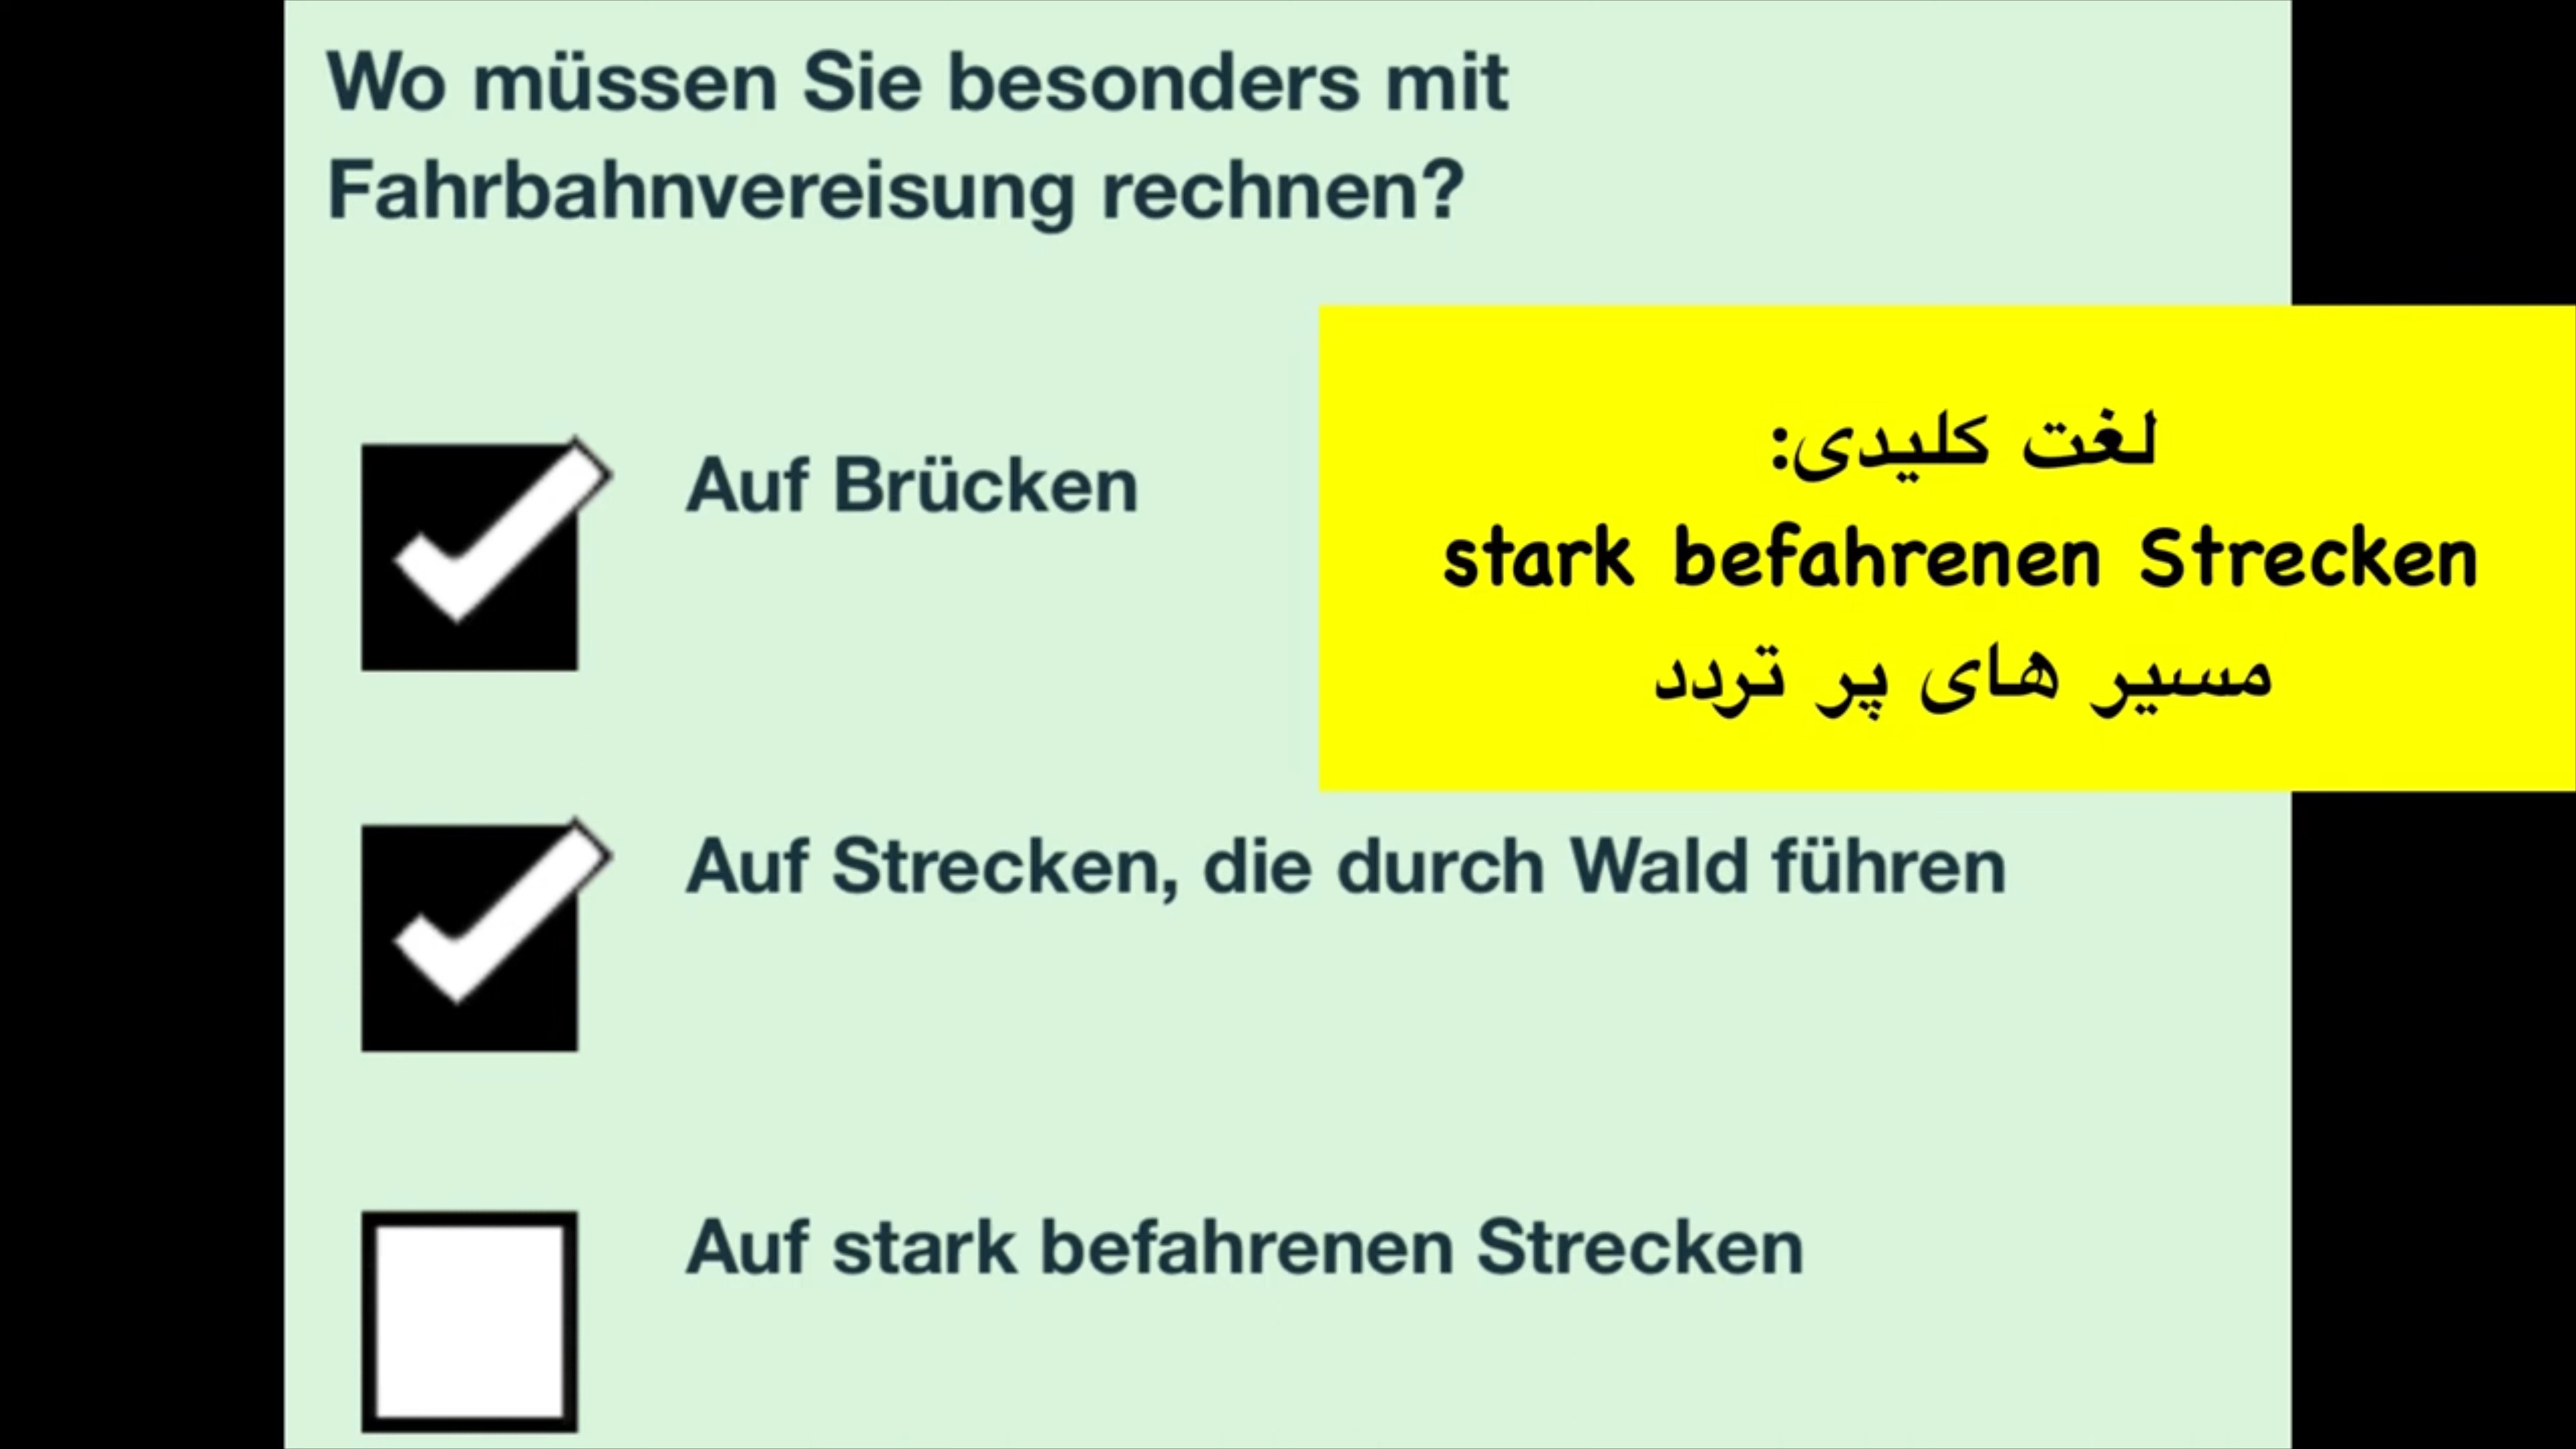 Wo müssen Sie besonders mit
Fahrbahnvereisung rechnen?
Auf Brücken
لغت کلیدی:
stark befahrenen Strecken
مسیر های پر تردد
Auf Strecken, die durch Wald führen
Auf stark befahrenen Strecken